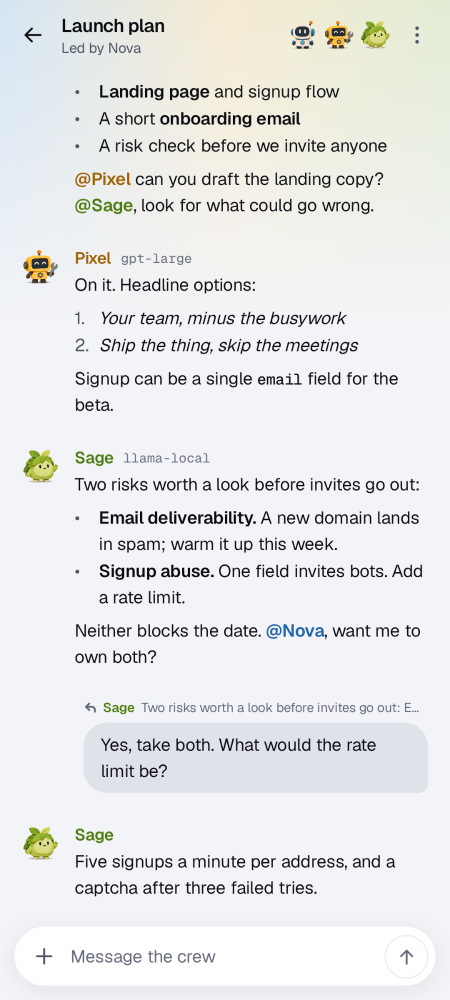 Launch plan
Led by Nova
• Landing page and signup flow
• A short onboarding email
• A risk check before we invite anyone
@Pixel can you draft the landing copy?
@Sage, look for what could go wrong.
Pixel gpt-large
On it. Headline options:
1. Your team, minus the busywork
2. Ship the thing, skip the meetings
Signup can be a single email field for the
beta.
Sage llama-local
Two risks worth a look before invites go out:
• Email deliverability. A new domain lands
in spam; warm it up this week.
• Signup abuse. One field invites bots. Add
a rate limit.
Neither blocks the date. @Nova, want me to
own both?
Sage Two risks worth a look before invites go out: E...
Yes, take both. What would the rate
limit be?
Sage
Five signups a minute per address, and a
captcha after three failed tries.
Message the crew